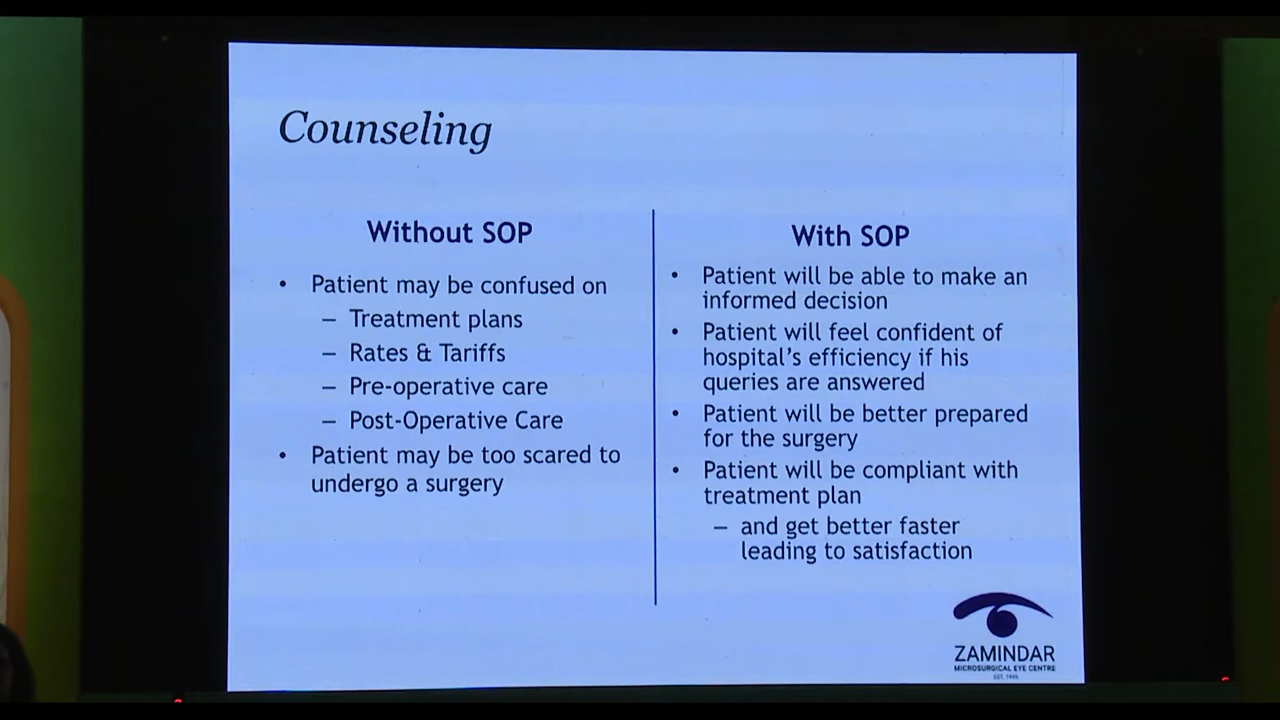 Counseling
Without SOP
• Patient may be confused on
– Treatment plans
– Rates & Tariffs
– Pre-operative care
– Post-Operative Care
• Patient may be too scared to
undergo a surgery
With SOP
• Patient will be able to make an
informed decision
• Patient will feel confident of
hospital's efficiency if his
queries are answered
• Patient will be better prepared
for the surgery
• Patient will be compliant with
treatment plan
– and get better faster
leading to satisfaction
ZAMINDAR
MICROSURGICAL EYE CENTRE